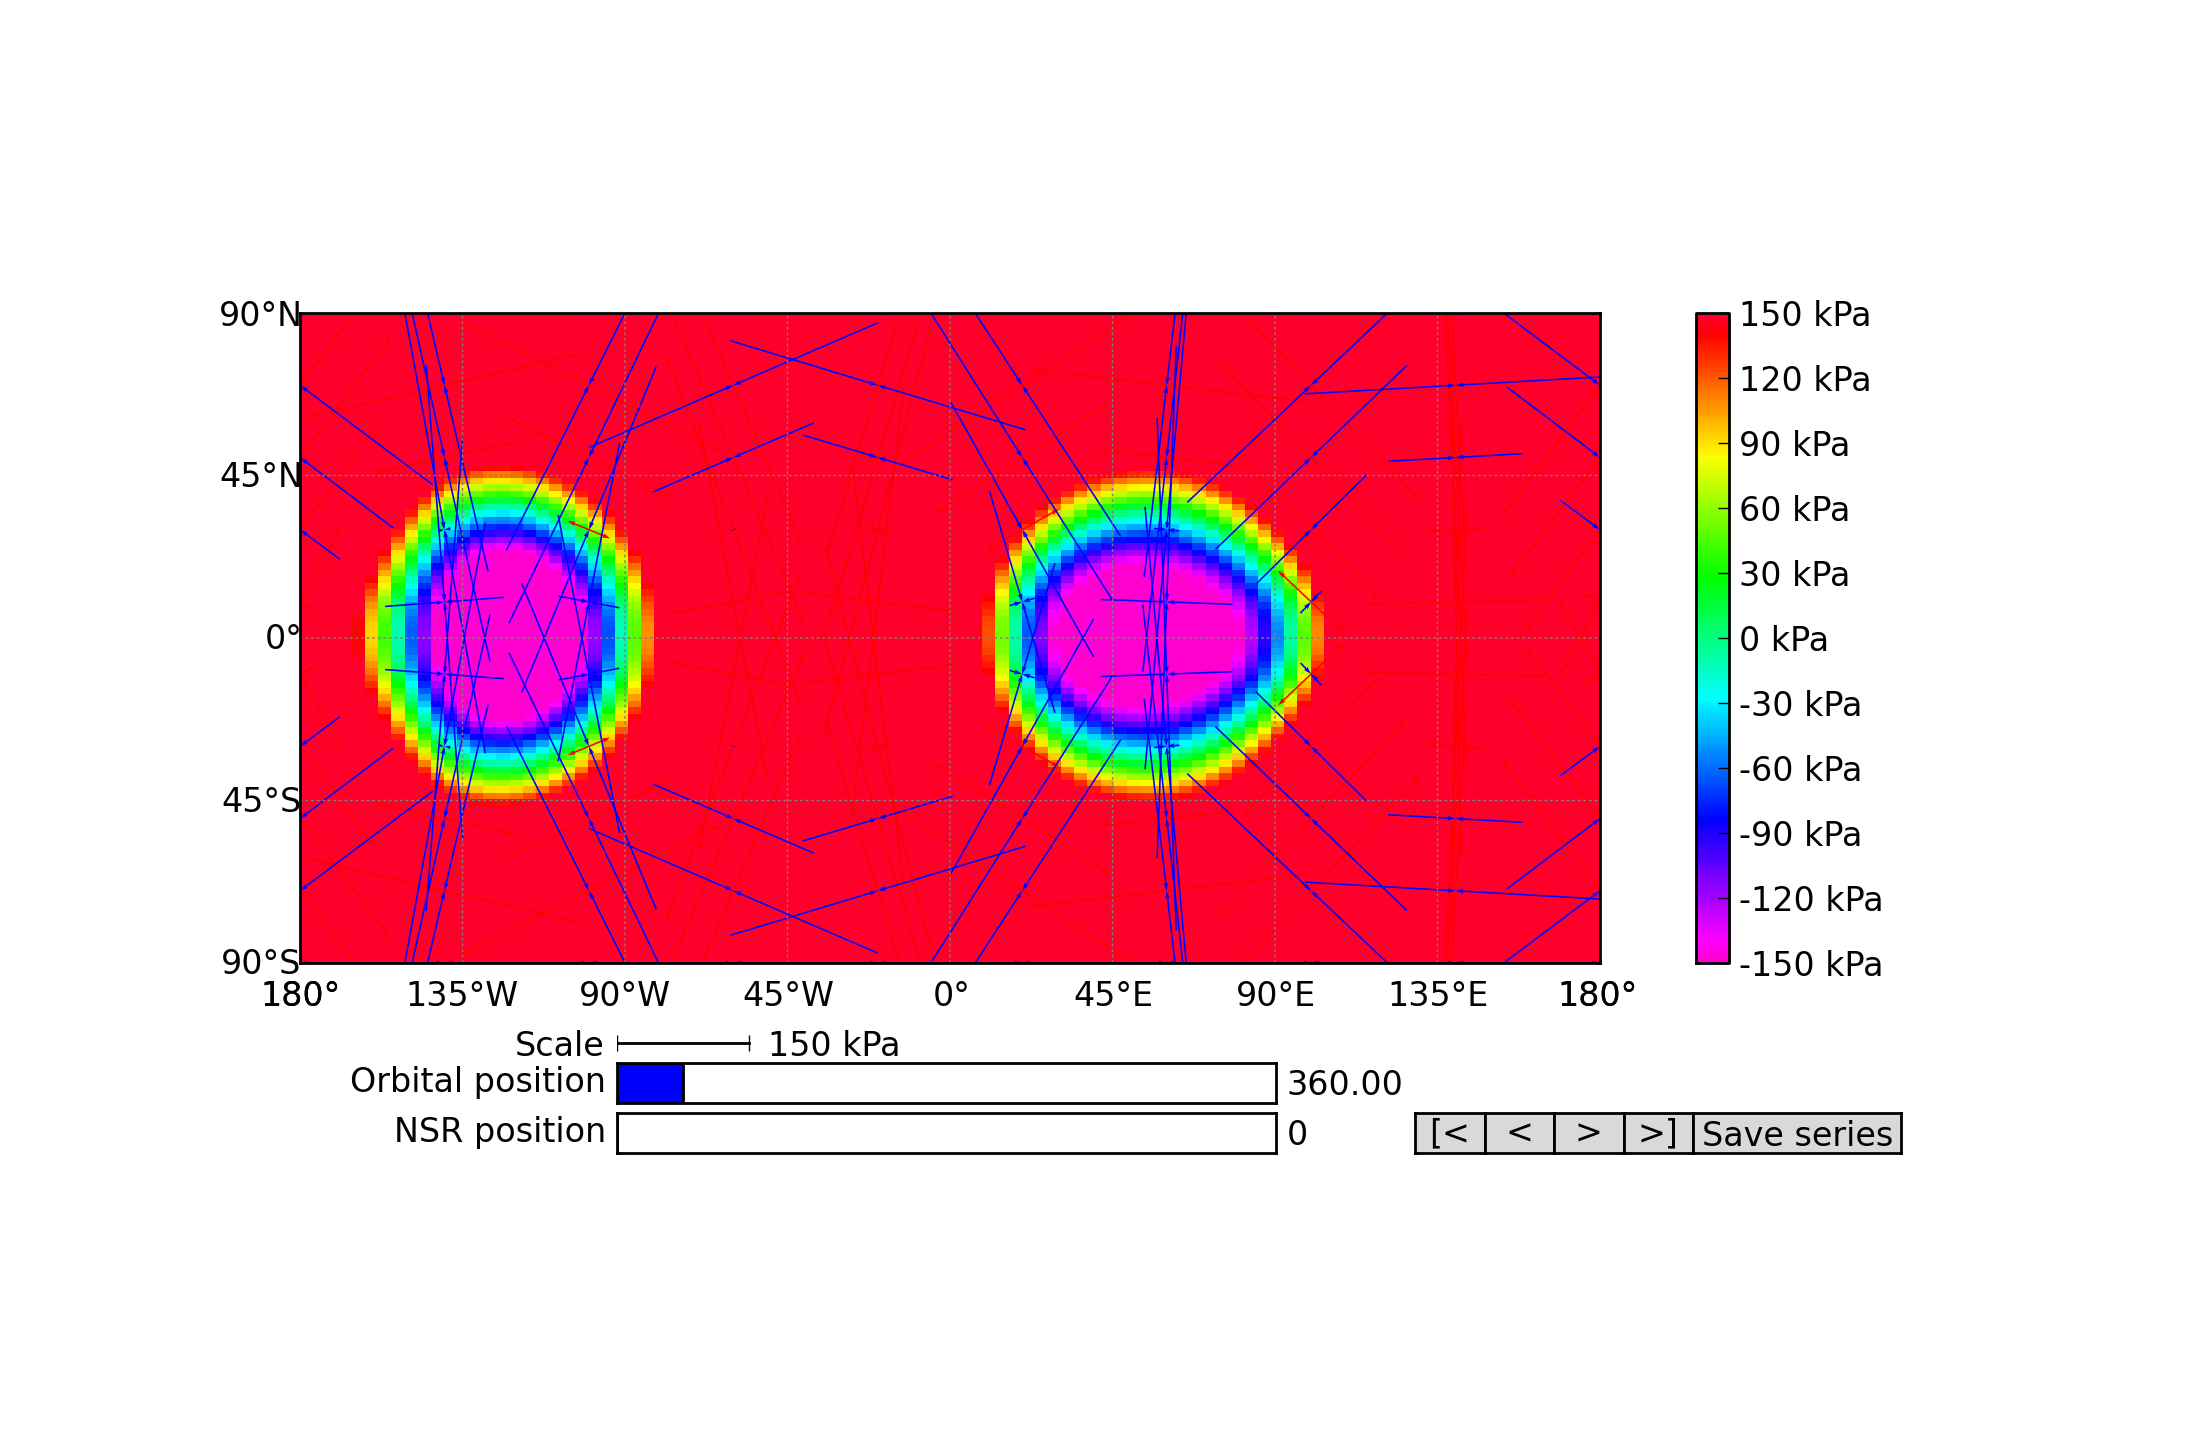 90°N
45°N
0°
45°S
90°S
180° 135°W 90°W 45°W 0° 45°E 90°E 135°E 180°
150 kPa
120 kPa
90 kPa
60 kPa
30 kPa
0 kPa
-30 kPa
-60 kPa
-90 kPa
-120 kPa
-150 kPa
Scale 150 kPa
Orbital position 360.00
NSR position 0 [< < > >] Save series